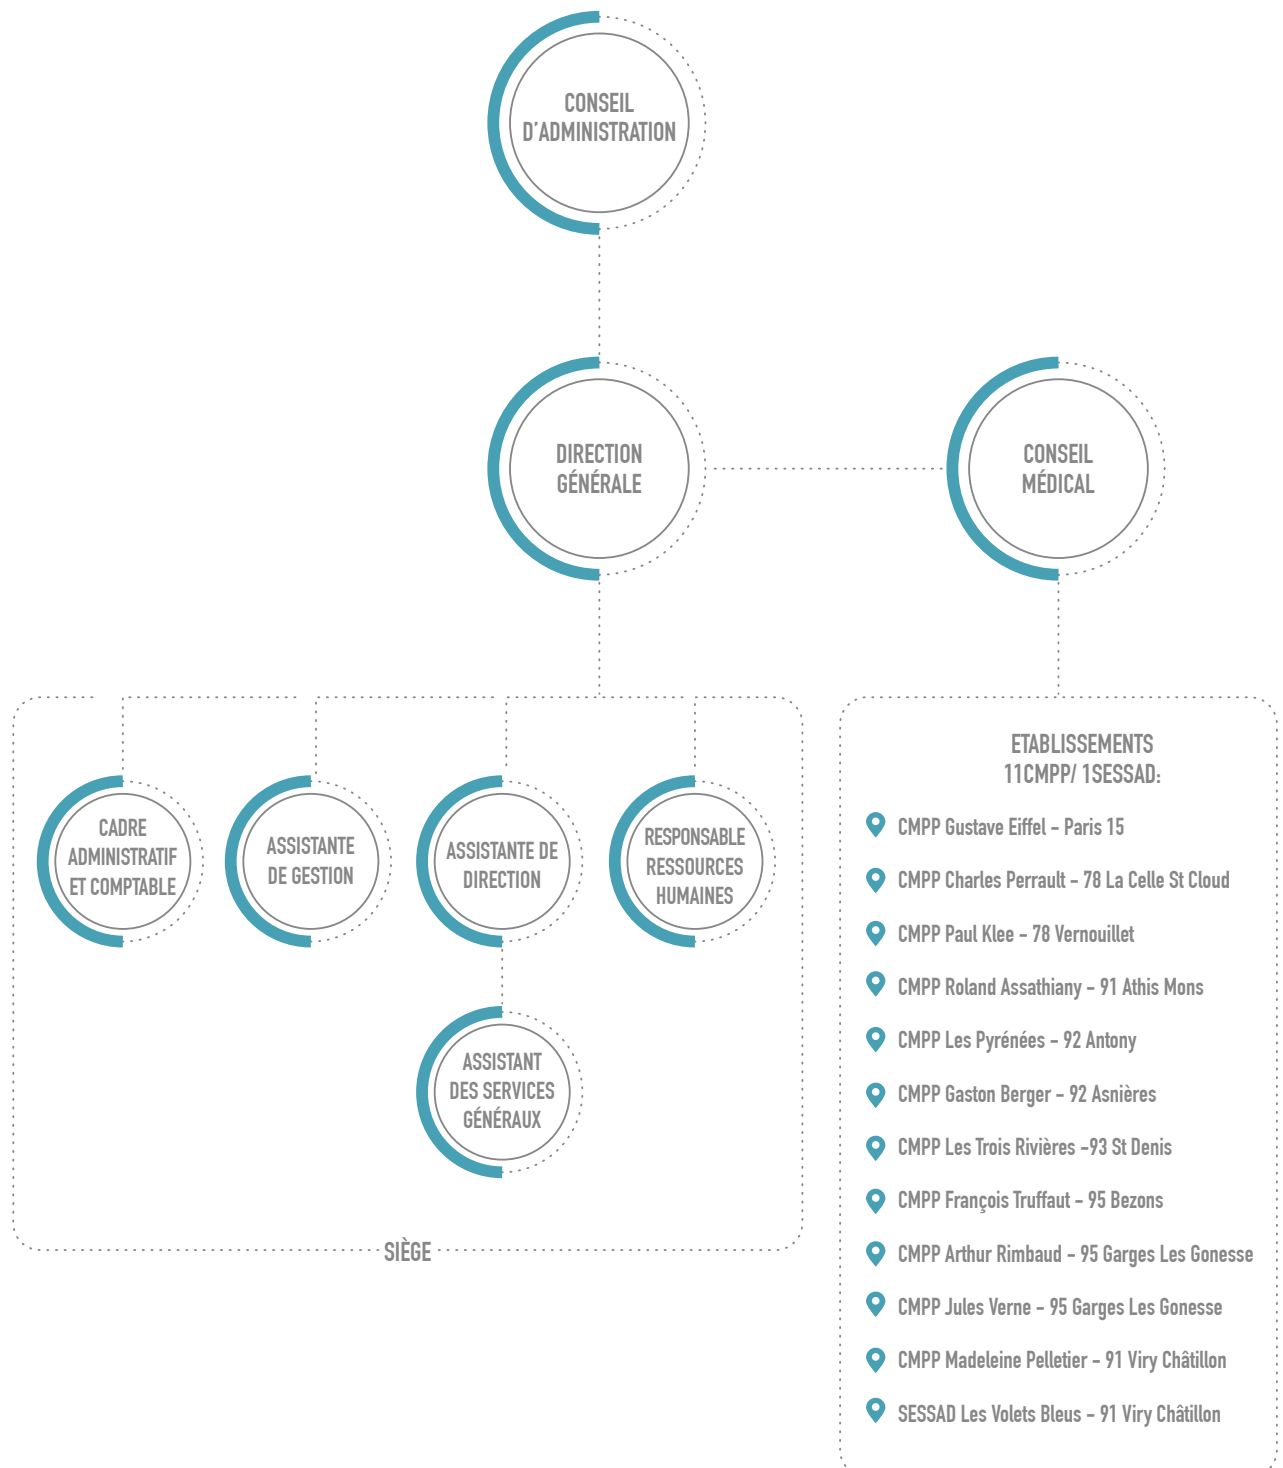 CONSEIL
D'ADMINISTRATION
DIRECTION
GÉNÉRALE
CONSEIL
MÉDICAL
CADRE
ADMINISTRATIF
ET COMPTABLE
ASSISTANTE
DE GESTION
ASSISTANTE DE
DIRECTION
RESPONSABLE
RESSOURCES
HUMAINES
ASSISTANT
DES SERVICES
GÉNÉRAUX
SIÈGE
ETABLISSEMENTS
11CMPP/ 1SESSAD:
CMPP Gustave Eiffel - Paris 15
CMPP Charles Perrault - 78 La Celle St Cloud
CMPP Paul Klee - 78 Vernouillet
CMPP Roland Assathiany - 91 Athis Mons
CMPP Les Pyrénées - 92 Antony
CMPP Gaston Berger - 92 Asnières
CMPP Les Trois Rivières -93 St Denis
CMPP François Truffaut - 95 Bezons
CMPP Arthur Rimbaud - 95 Garges Les Gonesse
CMPP Jules Verne - 95 Garges Les Gonesse
CMPP Madeleine Pelletier - 91 Viry Châtillon
SESSAD Les Volets Bleus - 91 Viry Châtillon